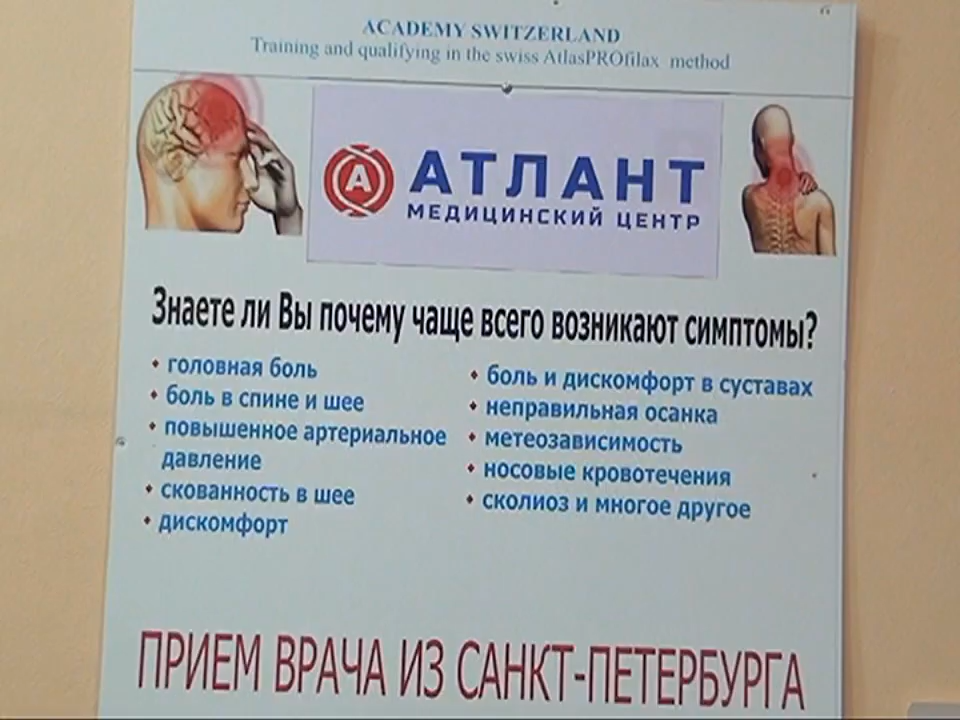 ACADEMY SWITZERLAND
Training and qualifying in the swiss AtlasPROfilax method
АТЛАНТ
МЕДИЦИНСКИЙ ЦЕНТР
Знаете ли Вы почему чаще всего возникают симптомы?
• головная боль
• боль в спине и шее
• повышенное артериальное
давление
• скованность в шее
• дискомфорт
• боль и дискомфорт в суставах
• неправильная осанка
• метеозависимость
• носовые кровотечения
• сколиоз и многое другое
ПРИЕМ ВРАЧА ИЗ САНКТ-ПЕТЕРБУРГА